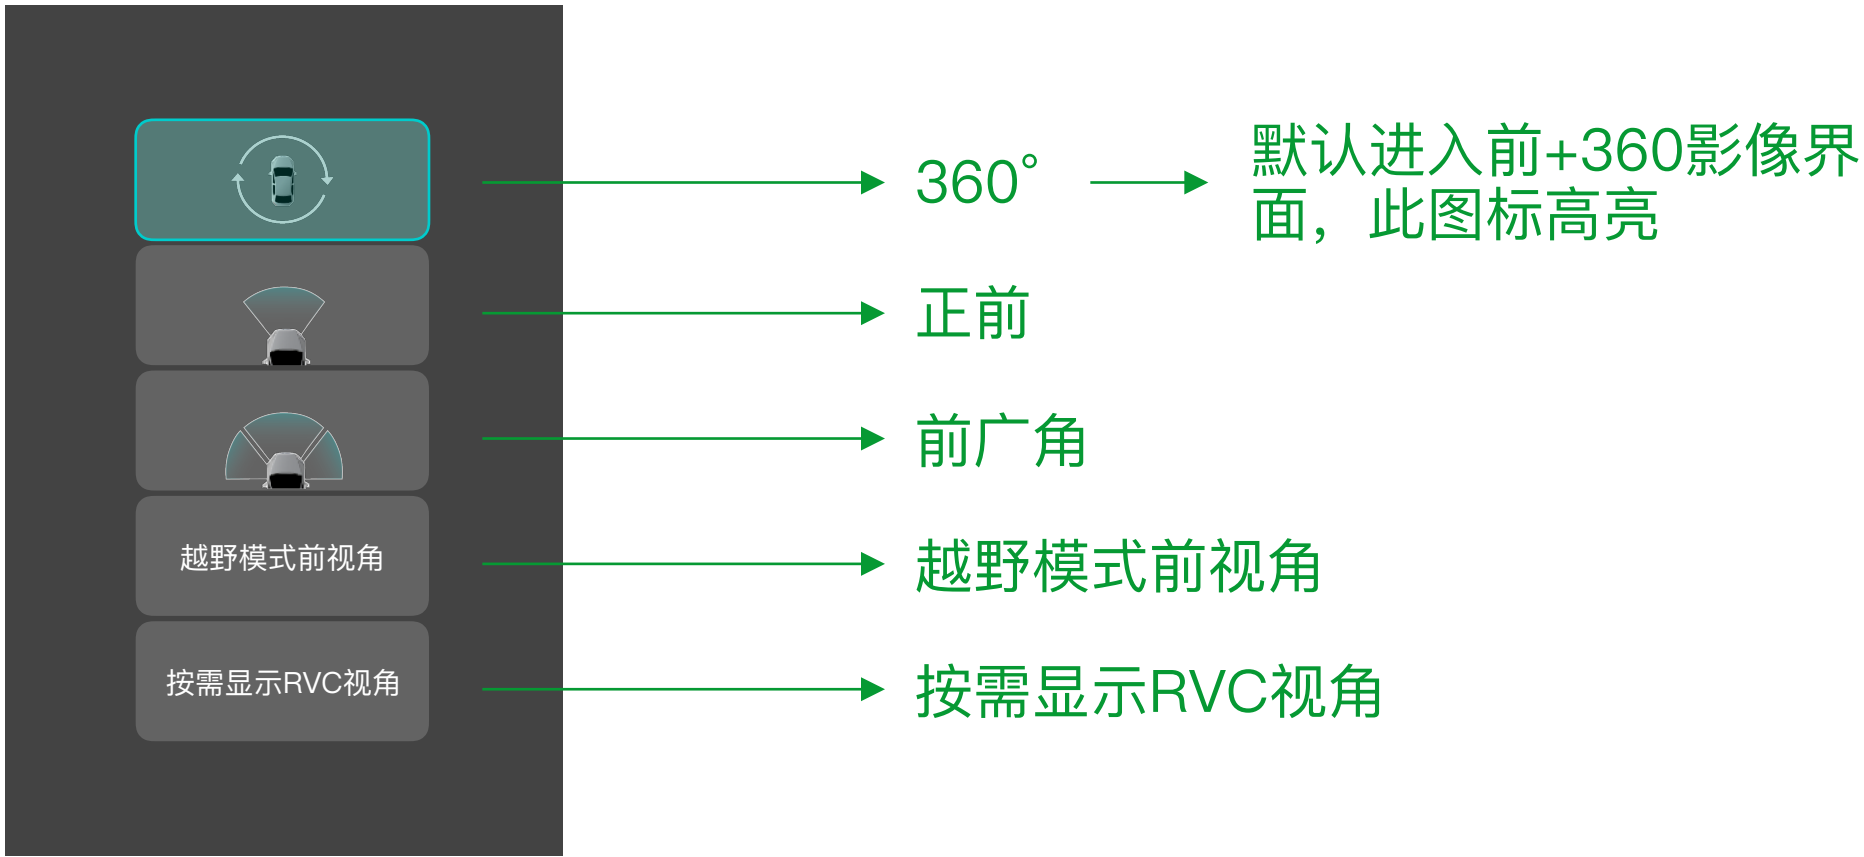 360°
默认进入前+360影像界
面，此图标高亮
正前
前广角
越野模式前视角
越野模式前视角
按需显示RVC视角
按需显示RVC视角